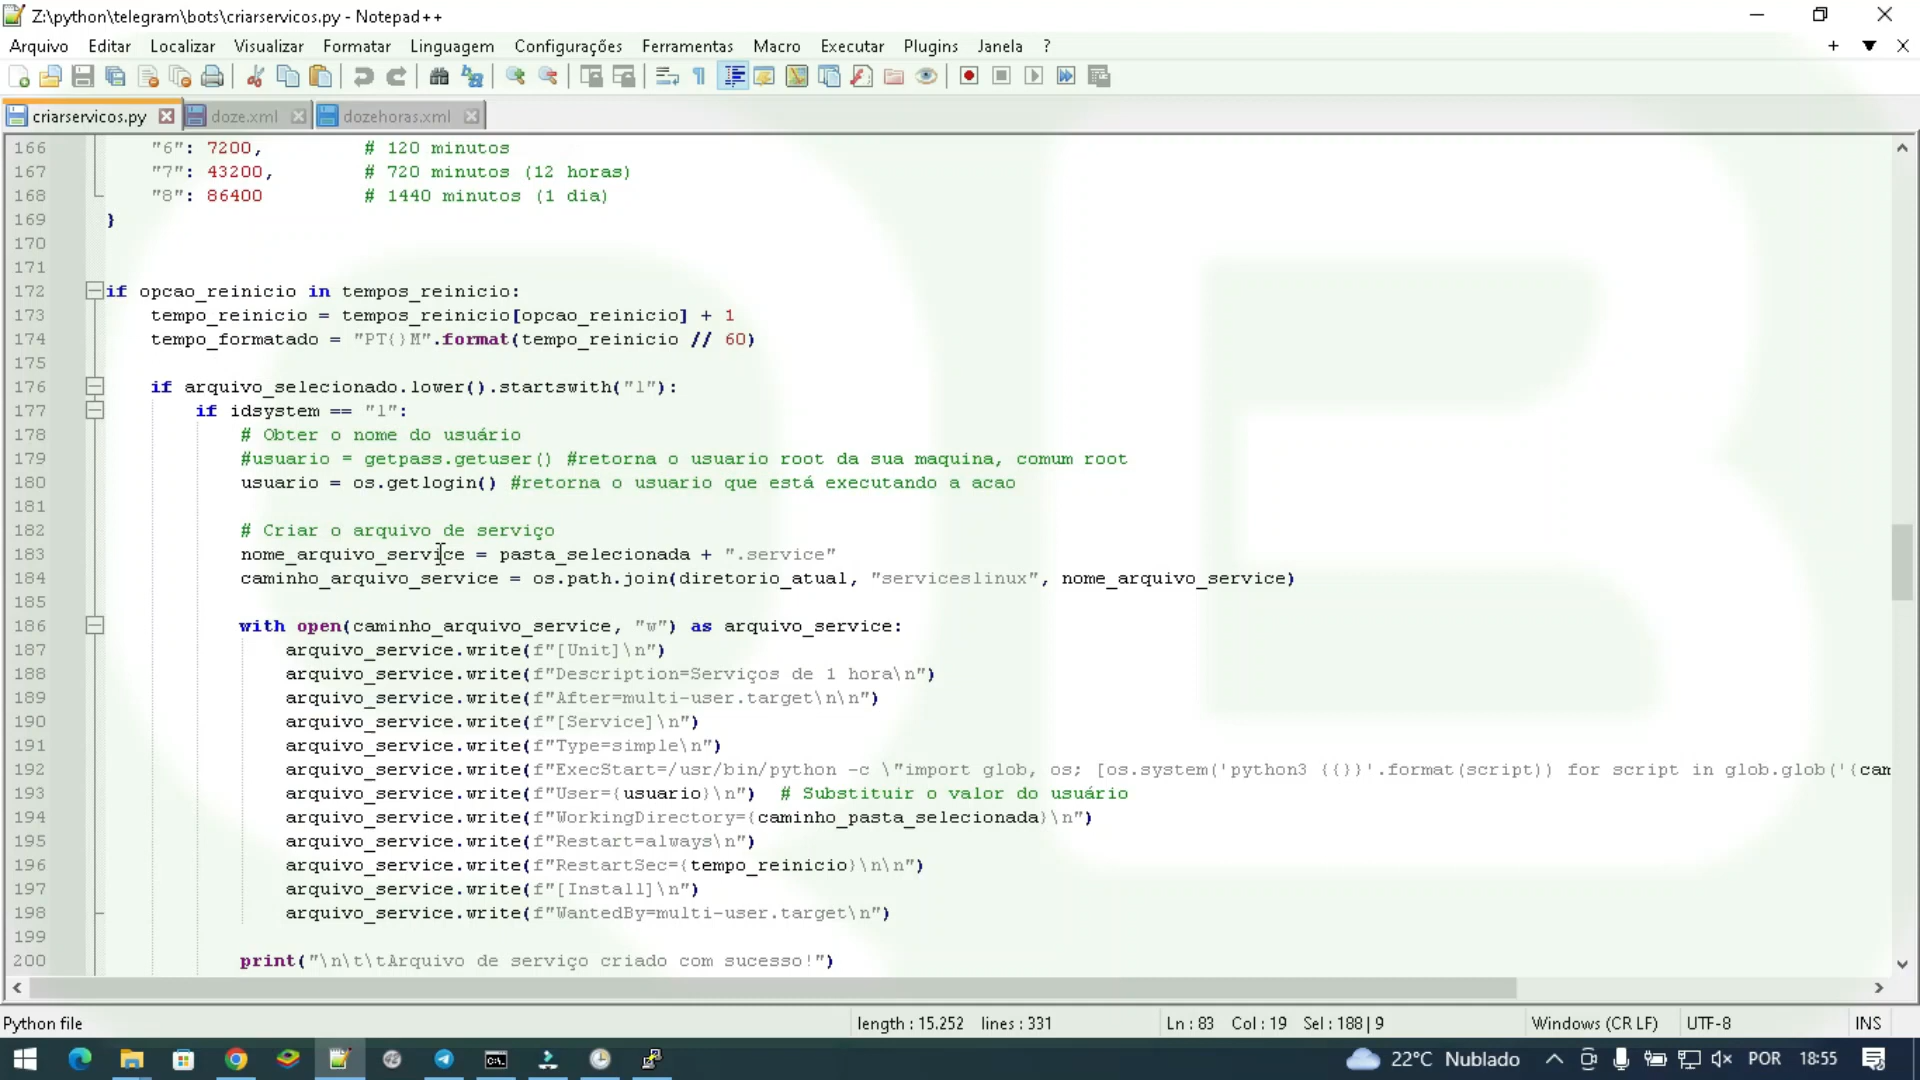 Z:\python\telegram\bots\criarservicos.py - Notepad++
Arquivo Editar Localizar Visualizar Formatar Linguagem Configurações Ferramentas Macro Executar Plugins Janela ?
criarservicos.py doze.xml dozehoras.xml
166 "6": 7200, # 120 minutos
167 "7": 43200, # 720 minutos (12 horas)
168 "8": 86400 # 1440 minutos (1 dia)
169 }
170
171
172 if opcao_reinicio in tempos_reinicio:
173 tempo_reinicio = tempos_reinicio[opcao_reinicio] + 1
174 tempo_formatado = "PT{}M".format(tempo_reinicio // 60)
175
176 if arquivo_selecionado.lower().startswith("l"):
177 if idsystem == "l":
178 # Obter o nome do usuário
179 #usuario = getpass.getuser() #retorna o usuario root da sua maquina, comum root
180 usuario = os.getlogin() #retorna o usuario que está executando a acao
181
182 # Criar o arquivo de serviço
183 nome_arquivo_service = pasta_selecionada + ".service"
184 caminho_arquivo_service = os.path.join(diretorio_atual, "serviceslinux", nome_arquivo_service)
185
186 with open(caminho_arquivo_service, "w") as arquivo_service:
187 arquivo_service.write(f"[Unit]\n")
188 arquivo_service.write(f"Description=Serviços de 1 hora\n")
189 arquivo_service.write(f"After=multi-user.target\n\n")
190 arquivo_service.write(f"[Service]\n")
191 arquivo_service.write(f"Type=simple\n")
192 arquivo_service.write(f"ExecStart=/usr/bin/python -c \"import glob, os; [os.system('python3 {{}}'.format(script)) for script in glob.glob('{cam
193 arquivo_service.write(f"User={usuario}\n") # Substituir o valor do usuário
194 arquivo_service.write(f"WorkingDirectory={caminho_pasta_selecionada}\n")
195 arquivo_service.write(f"Restart=always\n")
196 arquivo_service.write(f"RestartSec={tempo_reinicio}\n\n")
197 arquivo_service.write(f"[Install]\n")
198 arquivo_service.write(f"WantedBy=multi-user.target\n")
199
200 print("\n\t\tArquivo de serviço criado com sucesso!")
Python file length : 15.252 lines : 331 Ln : 83 Col : 19 Sel : 188 | 9 Windows (CR LF) UTF-8 INS
22°C Nublado POR 18:55